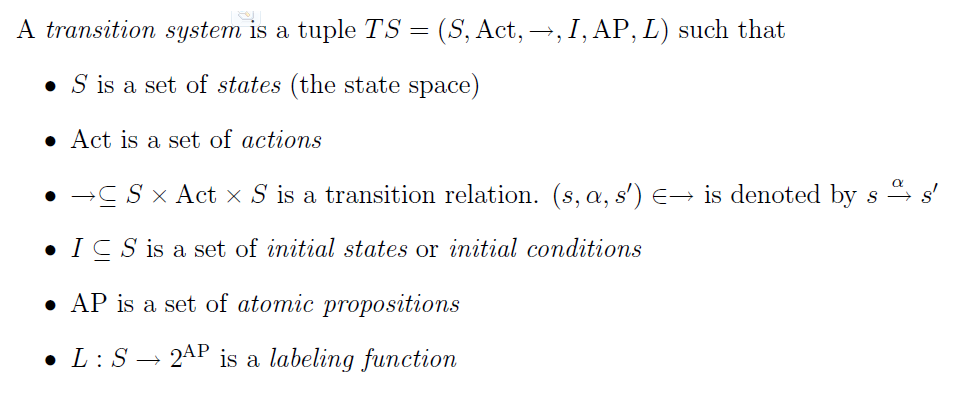 A transition system is a tuple TS = (S, Act, →, I, AP, L) such that
• S is a set of states (the state space)
• Act is a set of actions
• →⊆ S × Act × S is a transition relation. (s, α, s′) ∈→ is denoted by s →^α s′
• I ⊆ S is a set of initial states or initial conditions
• AP is a set of atomic propositions
• L : S → 2^AP is a labeling function